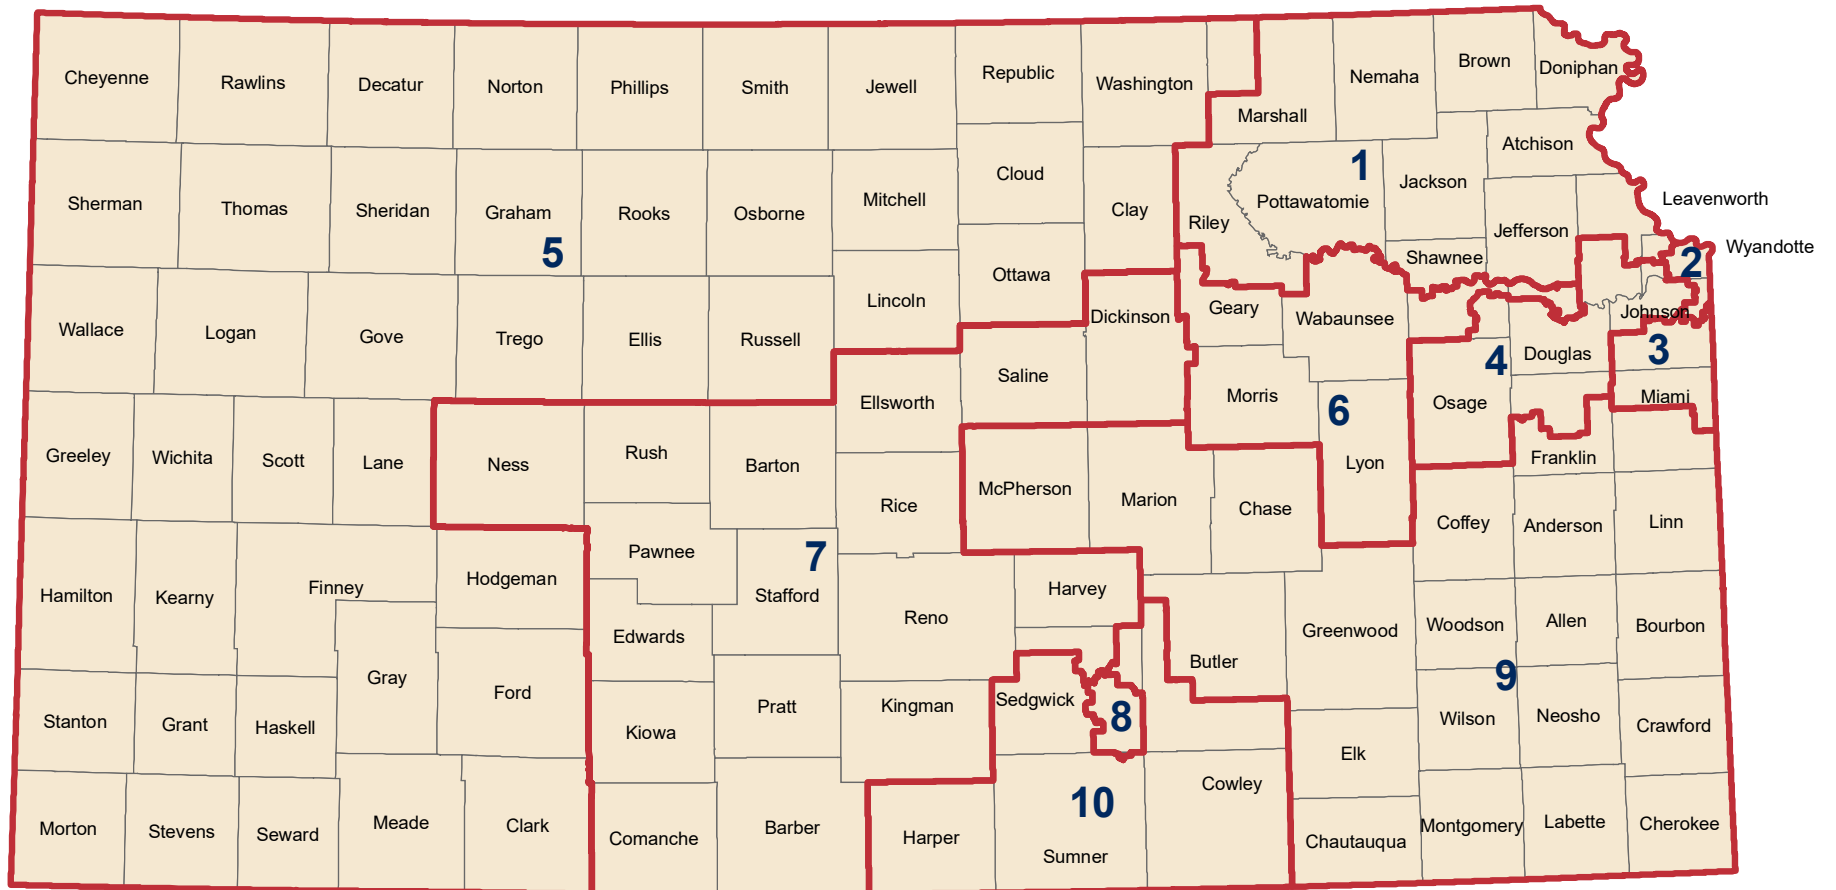 Cheyenne
Rawlins
Decatur
Norton
Phillips
Smith
Jewell
Republic
Washington
Marshall
Nemaha
Brown
Doniphan
Sherman
Thomas
Sheridan
Graham
Rooks
Osborne
Mitchell
Cloud
Clay
Riley
Pottawatomie
1
Jackson
Atchison
Jefferson
Leavenworth
Wyandotte
5
Lincoln
Ottawa
Dickinson
Geary
Wabaunsee
Shawnee
2
Johnson
Wallace
Logan
Gove
Trego
Ellis
Russell
Ellsworth
Saline
Morris
6
Lyon
4
Osage
Douglas
3
Miami
Franklin
Greeley
Wichita
Scott
Lane
Ness
Rush
Barton
Rice
McPherson
Marion
Chase
Coffey
Anderson
Linn
Hamilton
Kearny
Finney
Hodgeman
Pawnee
7
Stafford
Edwards
Reno
Harvey
Butler
Greenwood
Woodson
Allen
Bourbon
9
Gray
Ford
Stanton
Grant
Haskell
Kiowa
Pratt
Kingman
Sedgwick
8
Elk
Wilson
Neosho
Crawford
Morton
Stevens
Seward
Meade
Clark
Comanche
Barber
Harper
10
Sumner
Cowley
Chautauqua
Montgomery
Labette
Cherokee